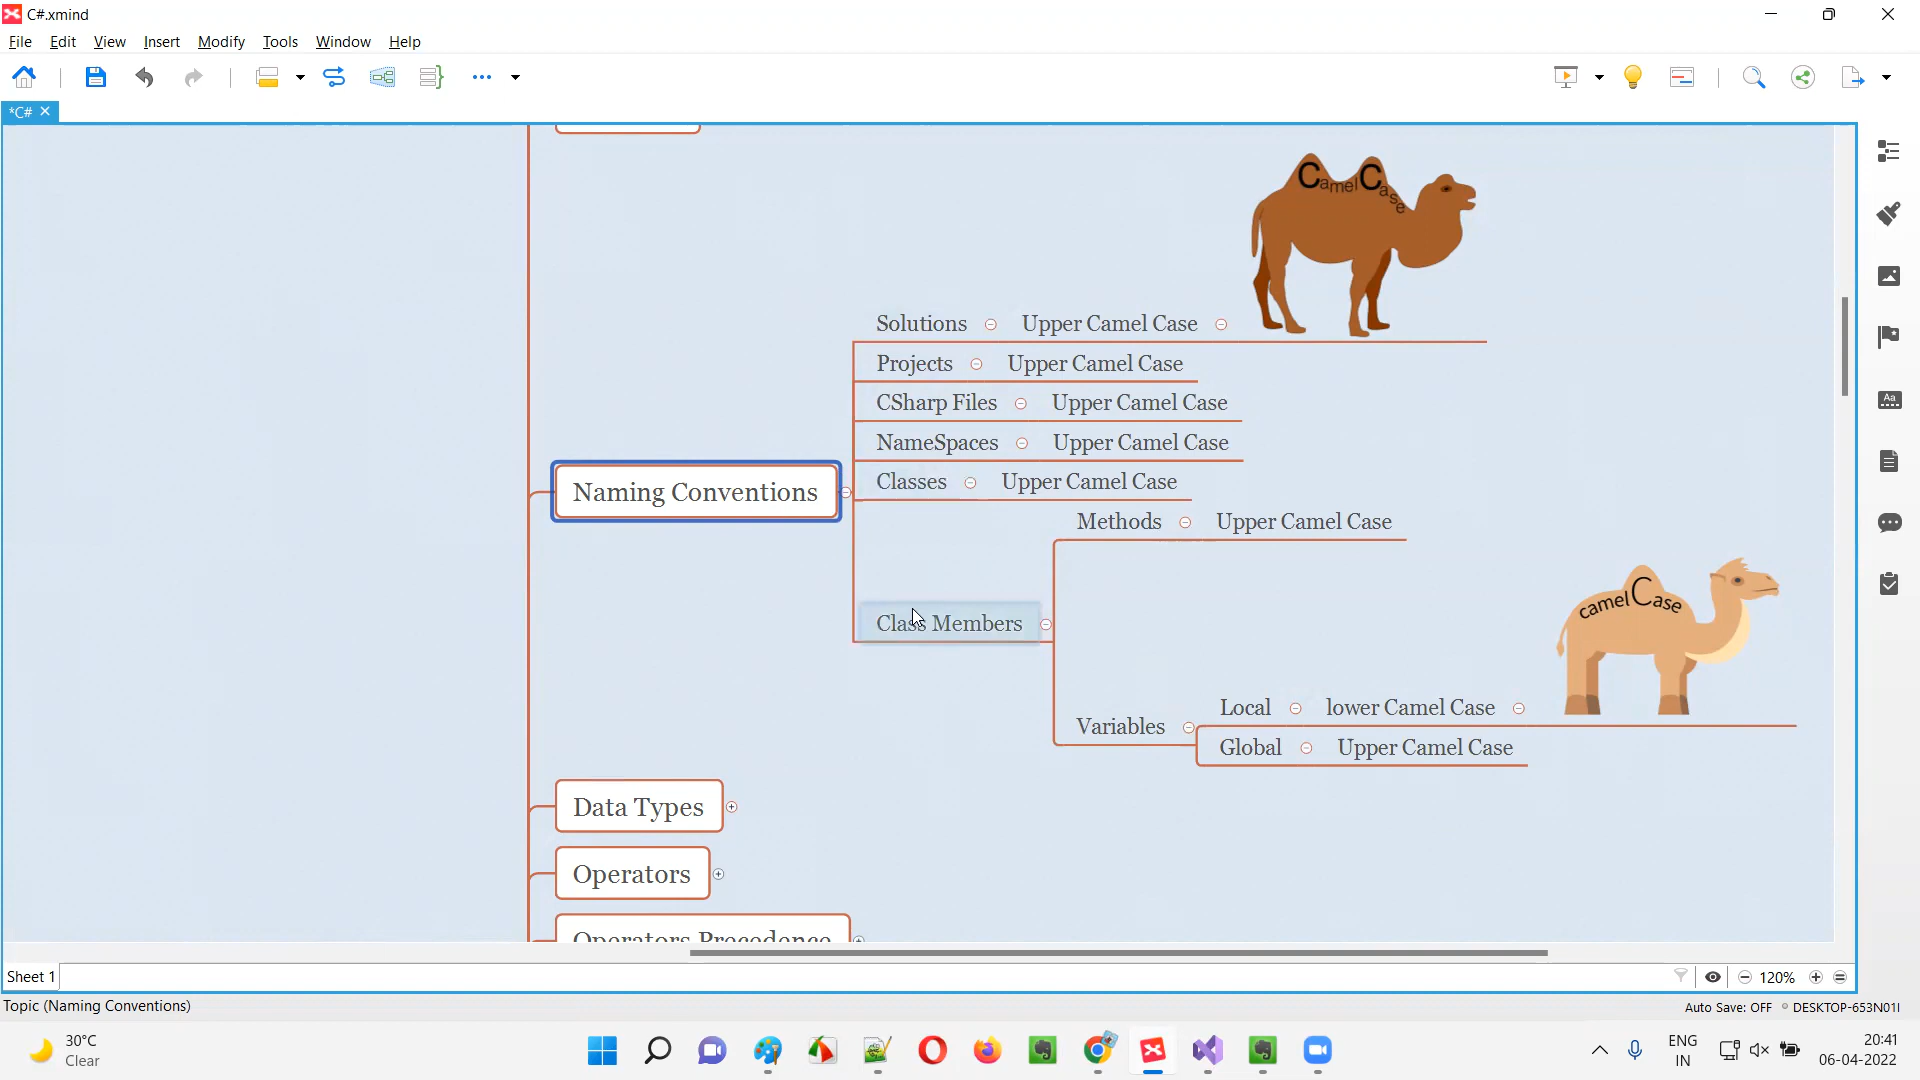 C#.xmind
File Edit View Insert Modify Tools Window Help
*C#
CamelCase
Solutions Upper Camel Case
Projects Upper Camel Case
CSharp Files Upper Camel Case
NameSpaces Upper Camel Case
Naming Conventions
Classes Upper Camel Case
Methods Upper Camel Case
Class Members
camelCase
Variables
Local lower Camel Case
Global Upper Camel Case
Data Types
Operators
Operators Precedence
Aa
Sheet 1
120%
Topic (Naming Conventions)
Auto Save: OFF DESKTOP-653N01I
30°C
Clear
ENG
IN
20:41
06-04-2022